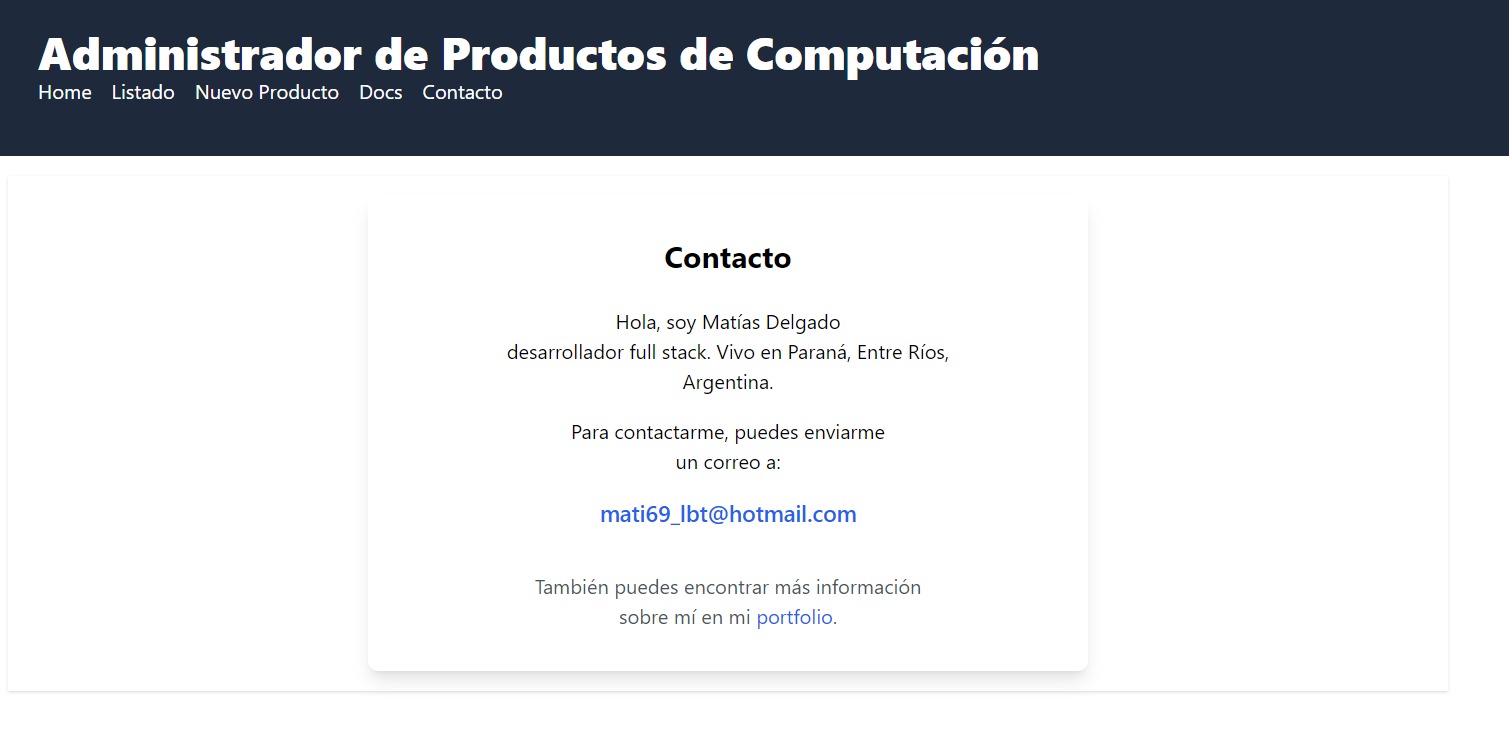 Administrador de Productos de Computación
Home Listado Nuevo Producto Docs Contacto
Contacto
Hola, soy Matías Delgado
desarrollador full stack. Vivo en Paraná, Entre Ríos,
Argentina.
Para contactarme, puedes enviarme
un correo a:
mati69_lbt@hotmail.com
También puedes encontrar más información
sobre mí en mi portfolio.